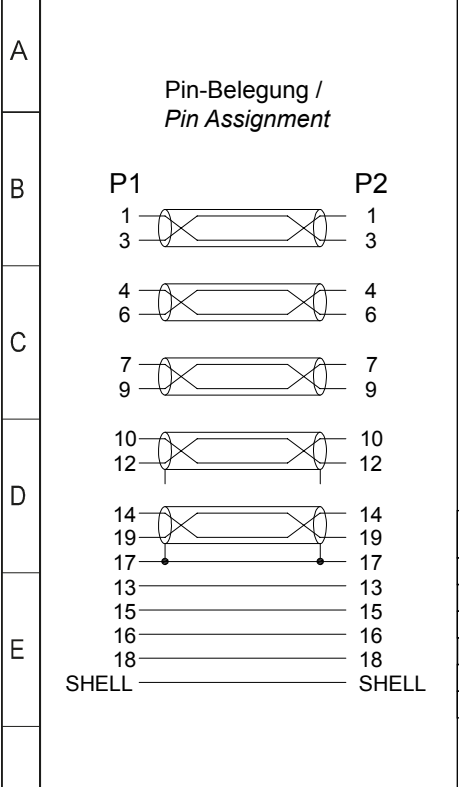 A
Pin-Belegung /
Pin Assignment
B
P1 P2
1 1
3 3
4 4
6 6
C
7 7
9 9
10 10
12 12
D
14 14
19 19
17 17
13 13
15 15
16 16
E
18 18
SHELL SHELL